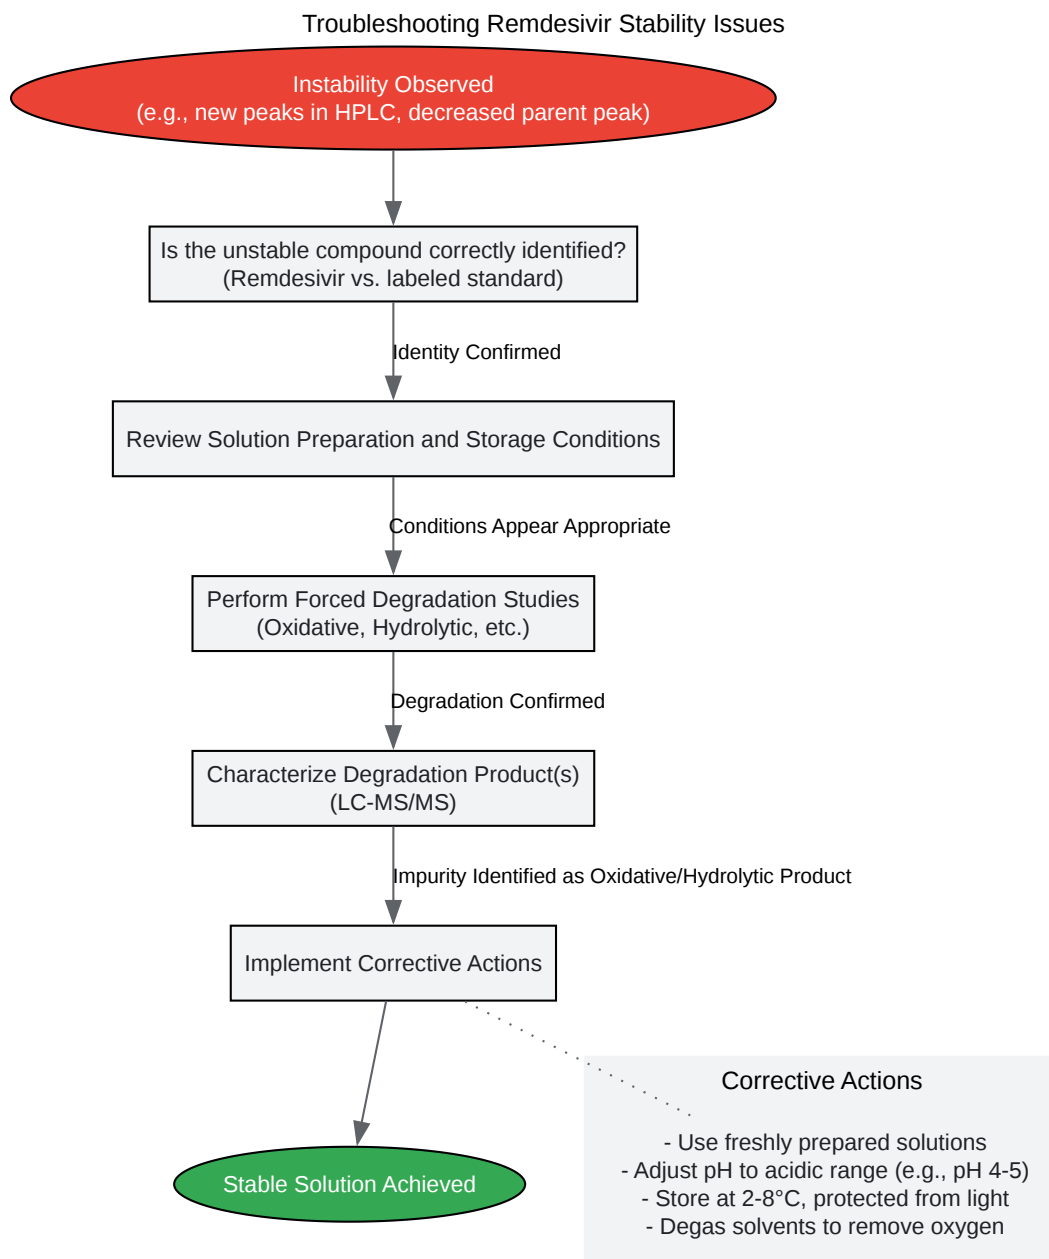 Troubleshooting Remdesivir Stability Issues
Instability Observed
(e.g., new peaks in HPLC, decreased parent peak)
Is the unstable compound correctly identified?
(Remdesivir vs. labeled standard)
Identity Confirmed
Review Solution Preparation and Storage Conditions
Conditions Appear Appropriate
Perform Forced Degradation Studies
(Oxidative, Hydrolytic, etc.)
Degradation Confirmed
Characterize Degradation Product(s)
(LC-MS/MS)
Impurity Identified as Oxidative/Hydrolytic Product
Implement Corrective Actions
Corrective Actions
- Use freshly prepared solutions
- Adjust pH to acidic range (e.g., pH 4-5)
- Store at 2-8°C, protected from light
- Degas solvents to remove oxygen
Stable Solution Achieved